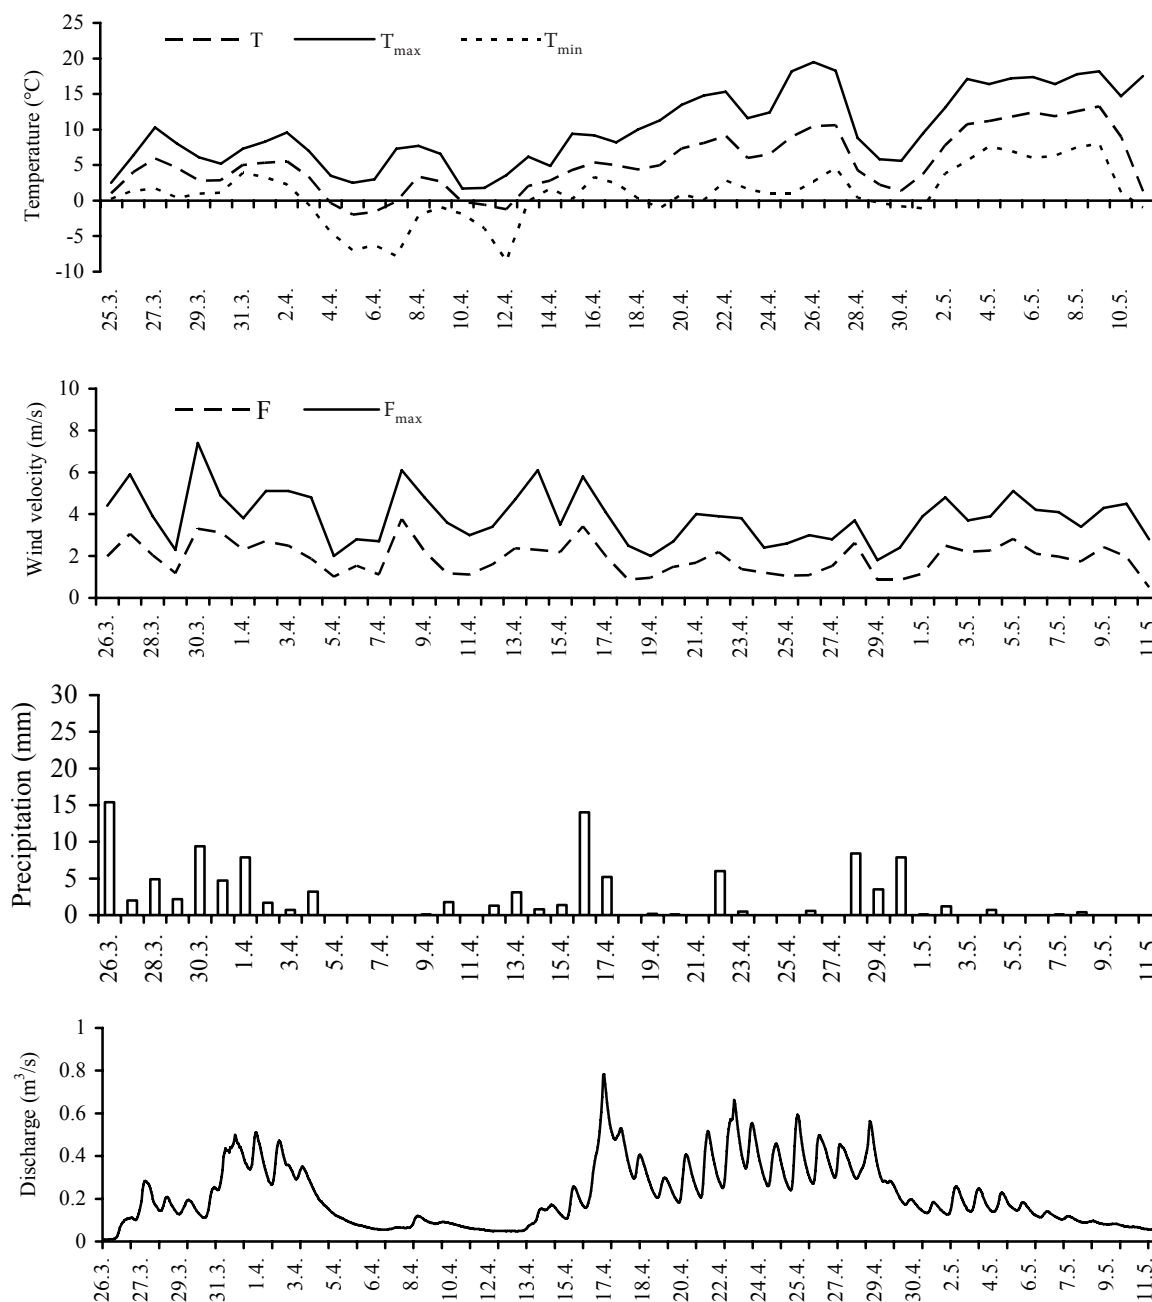 25
20
15
10
5
0
-5
-10
Temperature (°C)
T Tmax Tmin
25.3. 27.3. 29.3. 31.3. 2.4. 4.4. 6.4. 8.4. 10.4. 12.4. 14.4. 16.4. 18.4. 20.4. 22.4. 24.4. 26.4. 28.4. 30.4. 2.5. 4.5. 6.5. 8.5. 10.5.
10
8
6
4
2
0
Wind velocity (m/s)
F Fmax
26.3. 28.3. 30.3. 1.4. 3.4. 5.4. 7.4. 9.4. 11.4. 13.4. 15.4. 17.4. 19.4. 21.4. 23.4. 25.4. 27.4. 29.4. 1.5. 3.5. 5.5. 7.5. 9.5. 11.5
30
25
20
15
10
5
0
Precipitation (mm)
26.3. 28.3. 30.3. 1.4. 3.4. 5.4. 7.4. 9.4. 11.4. 13.4. 15.4. 17.4. 19.4. 21.4. 23.4. 25.4. 27.4. 29.4. 1.5. 3.5. 5.5. 7.5. 9.5. 11.5
1
0.8
0.6
0.4
0.2
0
Discharge (m³/s)
26.3. 27.3. 29.3. 31.3. 1.4. 3.4. 5.4. 6.4. 8.4. 10.4. 12.4. 13.4. 15.4. 17.4. 18.4. 20.4. 22.4. 24.4. 25.4. 27.4. 29.4. 30.4. 2.5. 4.5. 6.5. 7.5. 9.5. 11.5.